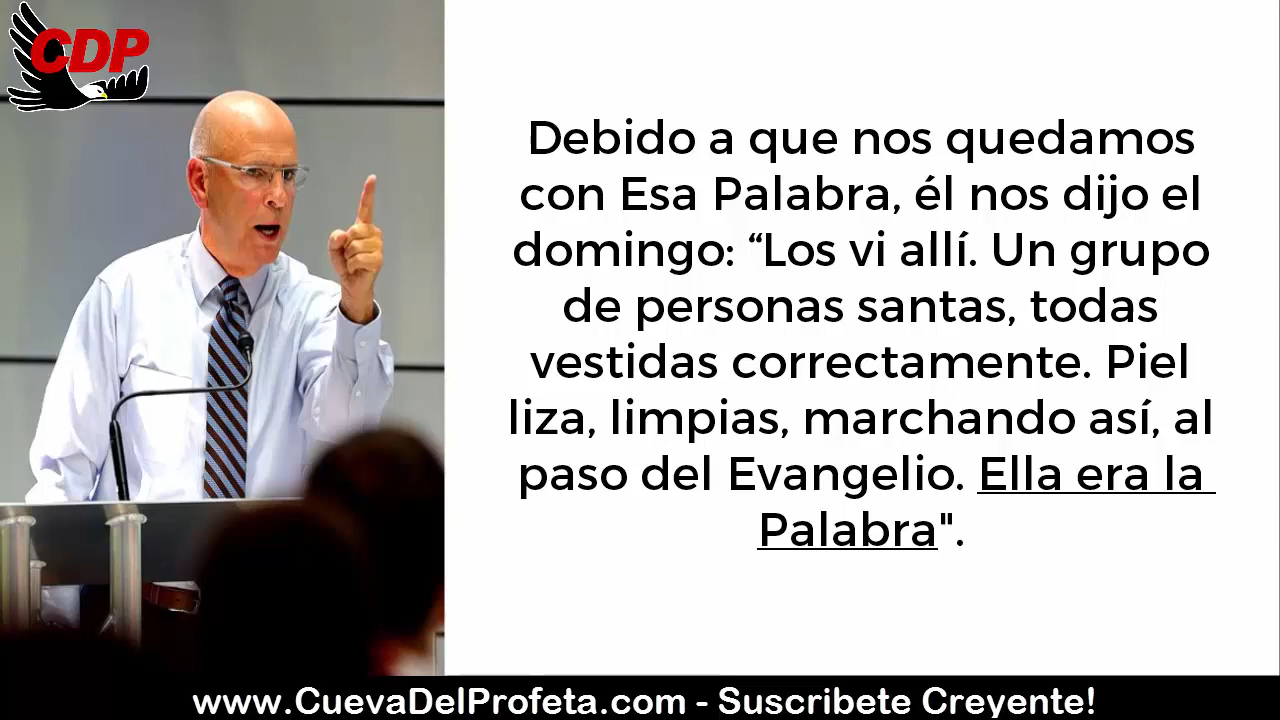 CDP
Debido a que nos quedamos
con Esa Palabra, él nos dijo el
domingo: “Los vi allí. Un grupo
de personas santas, todas
vestidas correctamente. Piel
liza, limpias, marchando así, al
paso del Evangelio. Ella era la
Palabra".
www.CuevaDelProfeta.com - Suscribete Creyente!